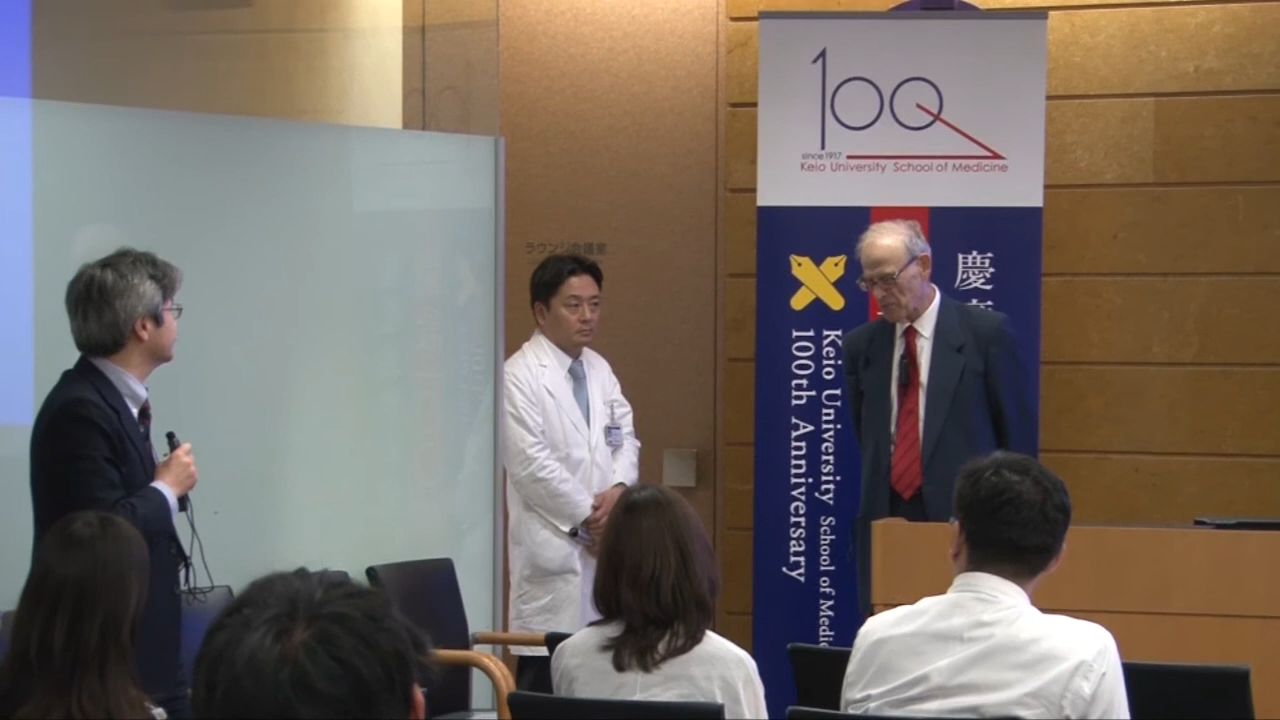 ラウンジ会議室
100
since 1917
Keio University School of Medicine
慶
Keio University School of Medic
100th Anniversary